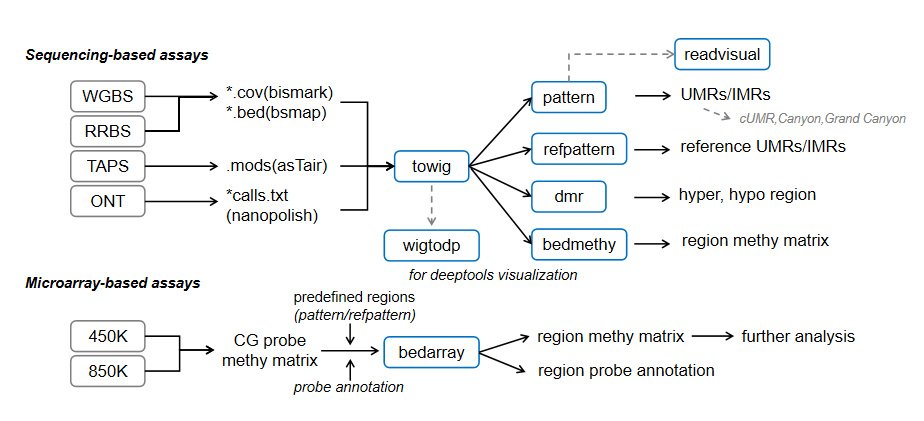 Sequencing-based assays
WGBS
RRBS
TAPS
ONT
*.cov(bismark)
*.bed(bsmap)
.mods(asTair)
*calls.txt
(nanopolish)
towig
wigtodp
for deeptools visualization
readvisual
pattern
UMRs/IMRs
cUMR,Canyon,Grand Canyon
refpattern
reference UMRs/IMRs
dmr
hyper, hypo region
bedmethy
region methy matrix
Microarray-based assays
450K
850K
CG probe
methy matrix
predefined regions
(pattern/refpattern)
probe annotation
bedarray
region methy matrix
further analysis
region probe annotation